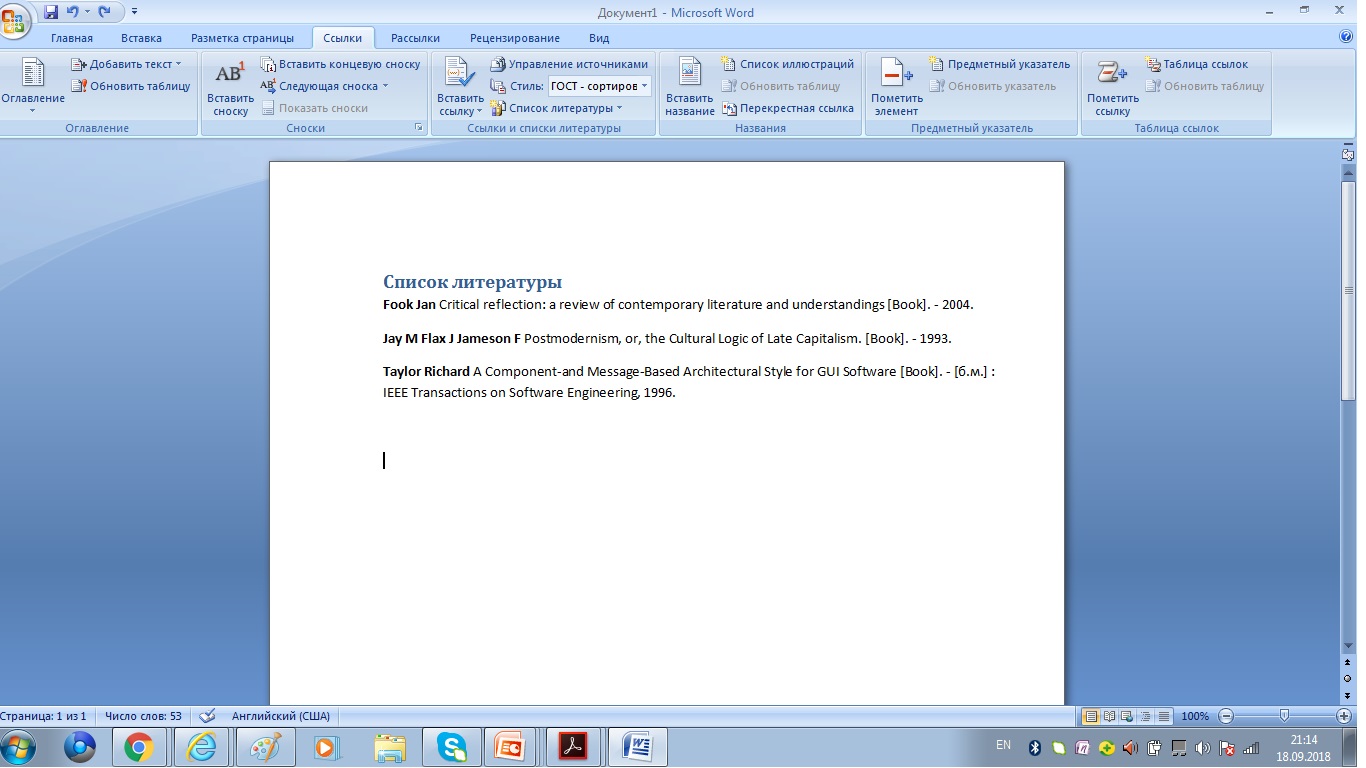 Документ1 - Microsoft Word
Главная Вставка Разметка страницы Ссылки Рассылки Рецензирование Вид
Оглавление
Добавить текст
Обновить таблицу
Оглавление
AB1
Вставить сноску
Вставить концевую сноску
AB1 Следующая сноска
Показать сноски
Сноски
Вставить ссылку
Управление источниками
Стиль: ГОСТ - сортиров
Список литературы
Ссылки и списки литературы
Вставить название
Список иллюстраций
Обновить таблицу
Перекрестная ссылка
Названия
Пометить элемент
Предметный указатель
Обновить указатель
Предметный указатель
Пометить ссылку
Таблица ссылок
Обновить таблицу
Таблица ссылок
Список литературы
Fook Jan Critical reflection: a review of contemporary literature and understandings [Book]. - 2004.
Jay M Flax J Jameson F Postmodernism, or, the Cultural Logic of Late Capitalism. [Book]. - 1993.
Taylor Richard A Component-and Message-Based Architectural Style for GUI Software [Book]. - [б.м.] :
IEEE Transactions on Software Engineering, 1996.
Страница: 1 из 1 Число слов: 53 Английский (США) 100%
EN 21:14
18.09.2018